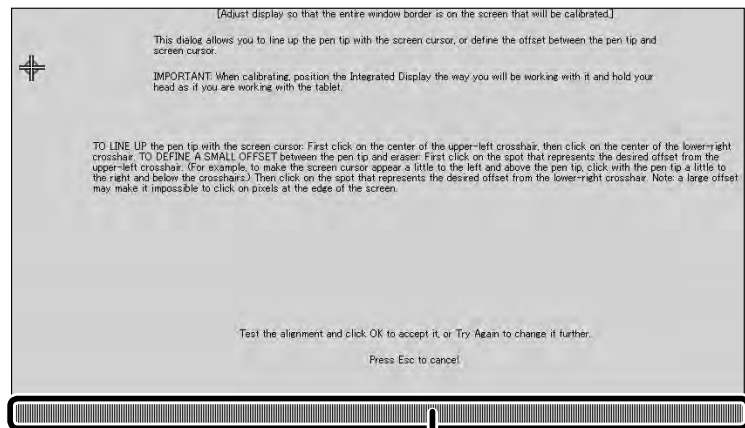 [Adjust display so that the entire window border is on the screen that will be calibrated.]
This dialog allows you to line up the pen tip with the screen cursor, or define the offset between the pen tip and
screen cursor.
IMPORTANT: When calibrating, position the Integrated Display the way you will be working with it and hold your
head as if you are working with the tablet.
TO LINE UP the pen tip with the screen cursor: First click on the center of the upper-left crosshair, then click on the center of the lower-right
crosshair. TO DEFINE A SMALL OFFSET between the pen tip and eraser: First click on the spot that represents the desired offset from the
upper-left crosshair. (For example, to make the screen cursor appear a little to the left and above the pen tip, click with the pen tip a little to
the right and below the crosshairs.) Then click on the spot that represents the desired offset from the lower-right crosshair. Note: a large offset
may make it impossible to click on pixels at the edge of the screen.
Test the alignment and click OK to accept it, or Try Again to change it further.
Press Esc to cancel.